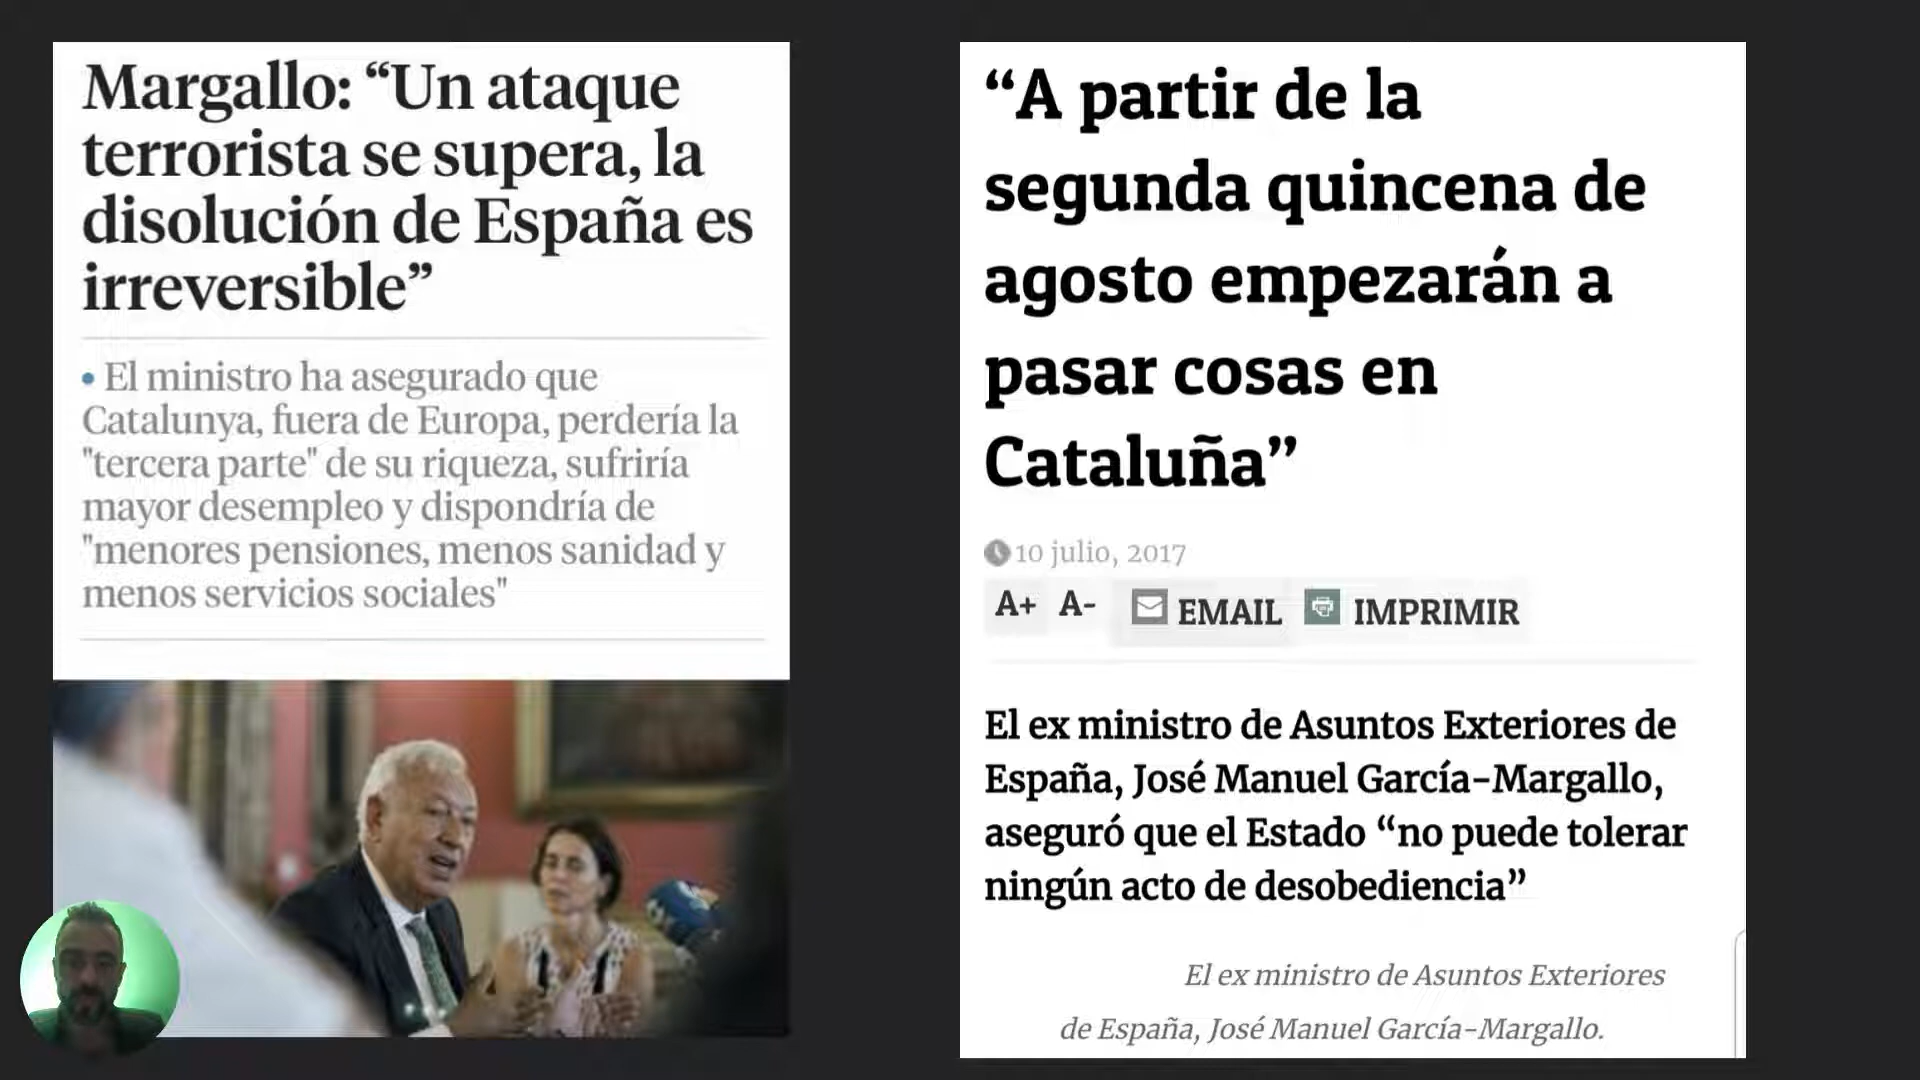 Margallo: “Un ataque
terrorista se supera, la
disolución de España es
irreversible”
• El ministro ha asegurado que
Catalunya, fuera de Europa, perdería la
"tercera parte" de su riqueza, sufriría
mayor desempleo y dispondría de
"menores pensiones, menos sanidad y
menos servicios sociales"
“A partir de la
segunda quincena de
agosto empezarán a
pasar cosas en
Cataluña”
10 julio, 2017
A+ A- EMAIL IMPRIMIR
El ex ministro de Asuntos Exteriores de
España, José Manuel García-Margallo,
aseguró que el Estado “no puede tolerar
ningún acto de desobediencia”
El ex ministro de Asuntos Exteriores
de España, José Manuel García-Margallo.